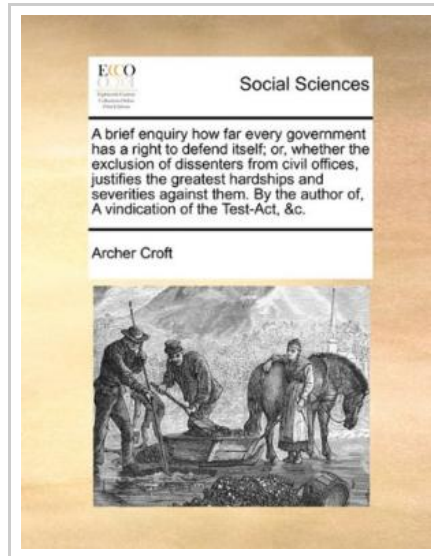 ECCO
Social Sciences
A brief enquiry how far every government
has a right to defend itself; or, whether the
exclusion of dissenters from civil offices,
justifies the greatest hardships and
severities against them. By the author of,
A vindication of the Test-Act, &c.
Archer Croft